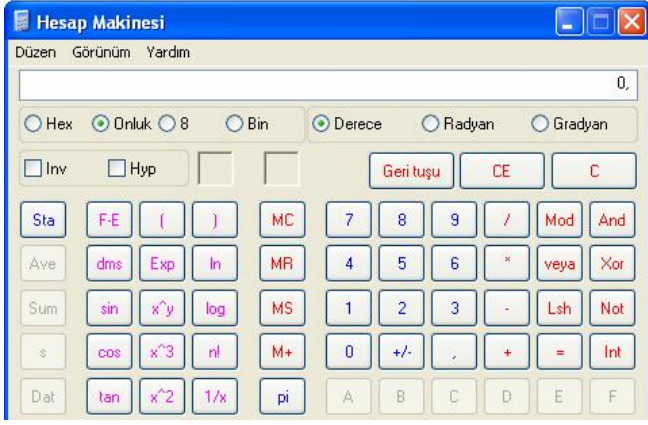 Hesap Makinesi
Düzen Görünüm Yardım
0,
Hex Onluk 8 Bin Derece Radyan Gradyan
Inv Hyp Geri tuşu CE C
Sta F-E ( ) MC 7 8 9 / Mod And
Ave dms Exp ln MR 4 5 6 * veya Xor
Sum sin x^y log MS 1 2 3 - Lsh Not
s cos x^3 n! M+ 0 +/- , + = Int
Dat tan x^2 1/x pi A B C D E F